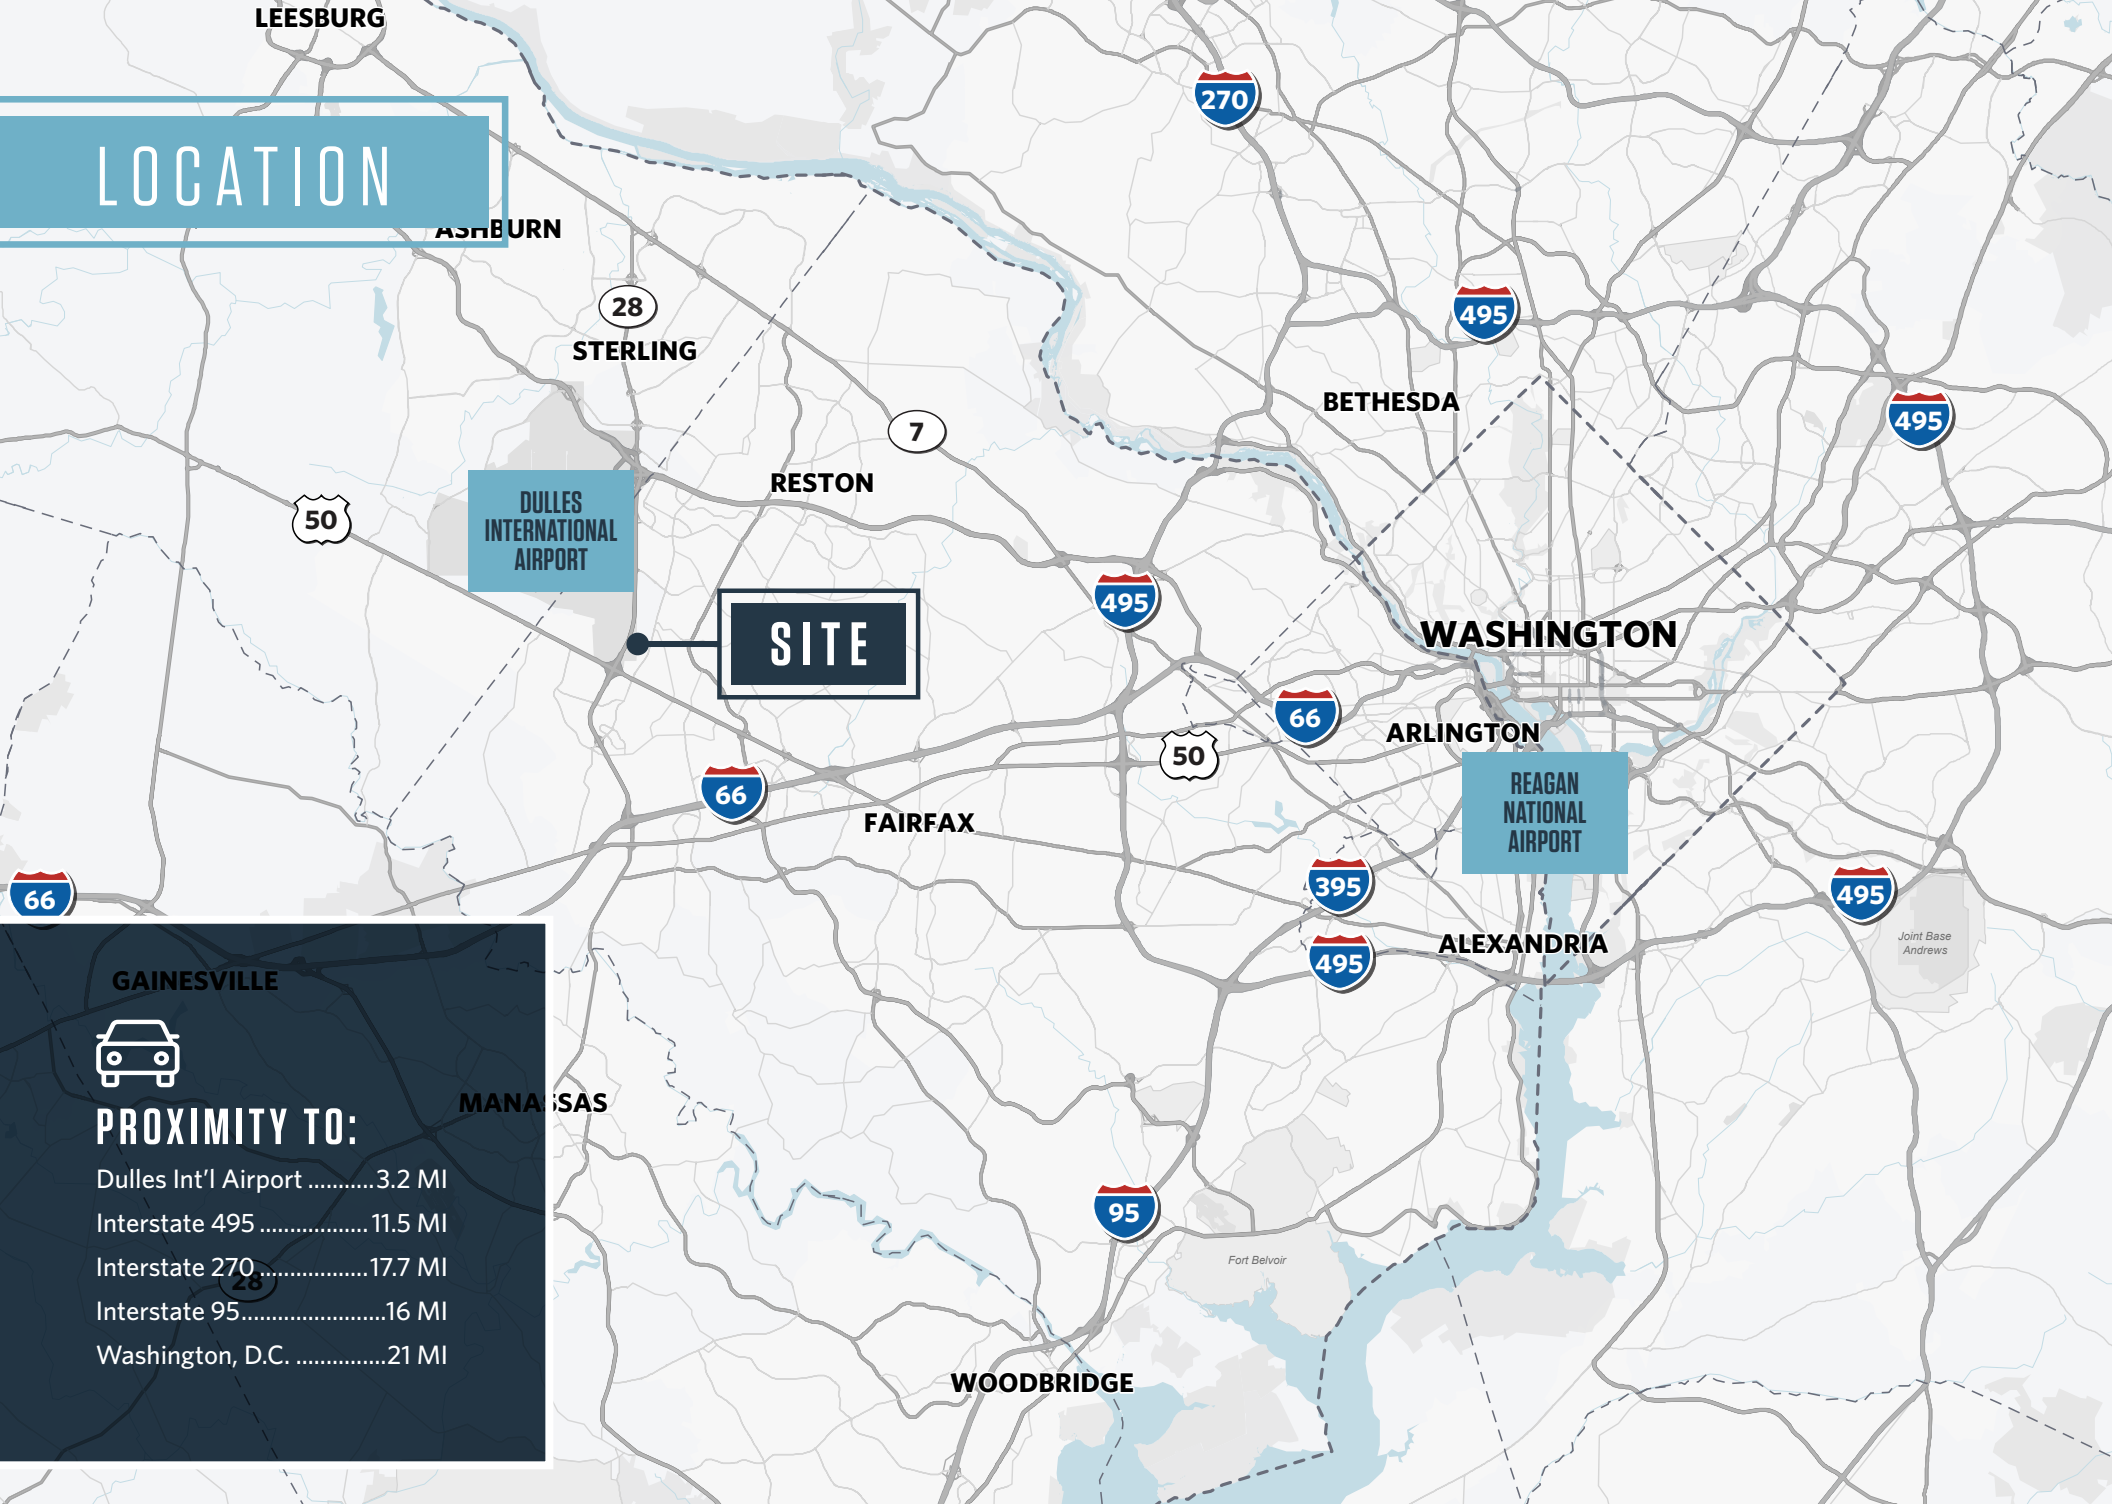 LEESBURG
270
LOCATION
ASHBURN
28
495
STERLING
BETHESDA
495
7
RESTON
50
DULLES
INTERNATIONAL
AIRPORT
495
SITE
WASHINGTON
66
ARLINGTON
50
66
REAGAN
NATIONAL
AIRPORT
FAIRFAX
395
495
66
ALEXANDRIA
Joint Base
Andrews
495
GAINESVILLE
MANASSAS
PROXIMITY TO:
Dulles Int'l Airport ...........3.2 MI
Interstate 495 ..................11.5 MI
Interstate 270..................17.7 MI
28
Interstate 95........................16 MI
Washington, D.C. ...............21 MI
95
Fort Belvoir
WOODBRIDGE